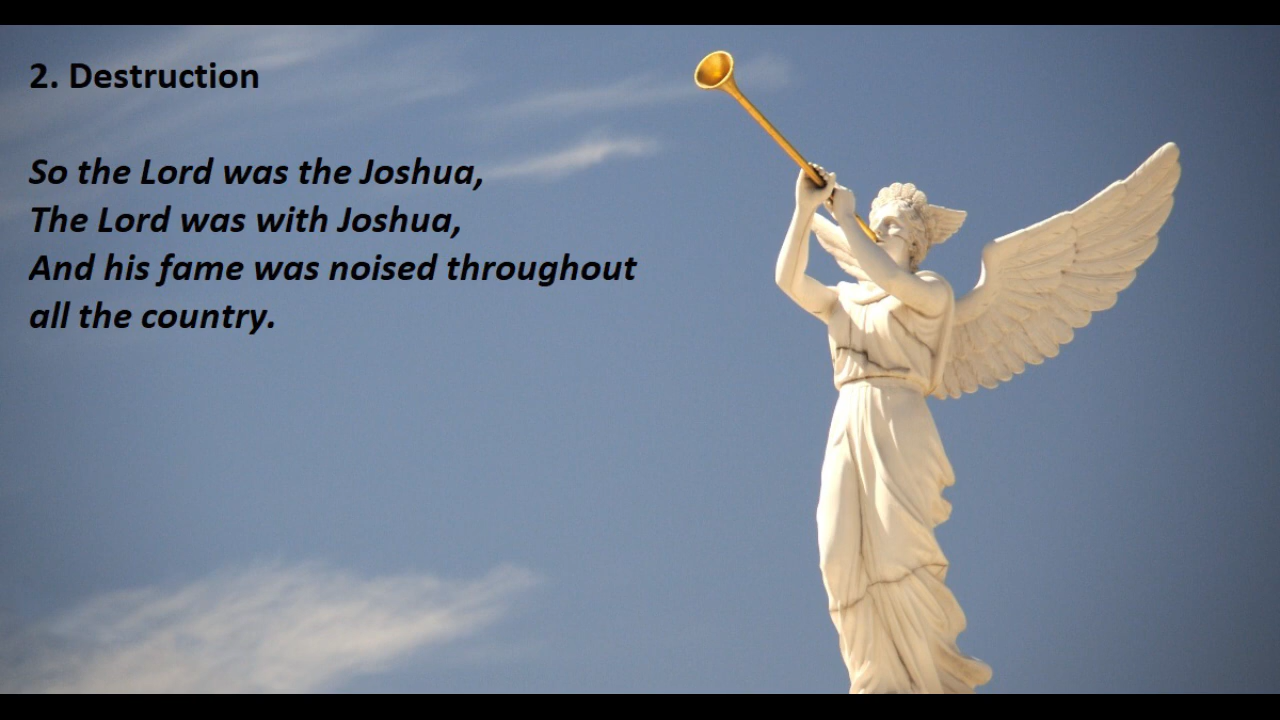 2. Destruction
So the Lord was the Joshua,
The Lord was with Joshua,
And his fame was noised throughout
all the country.